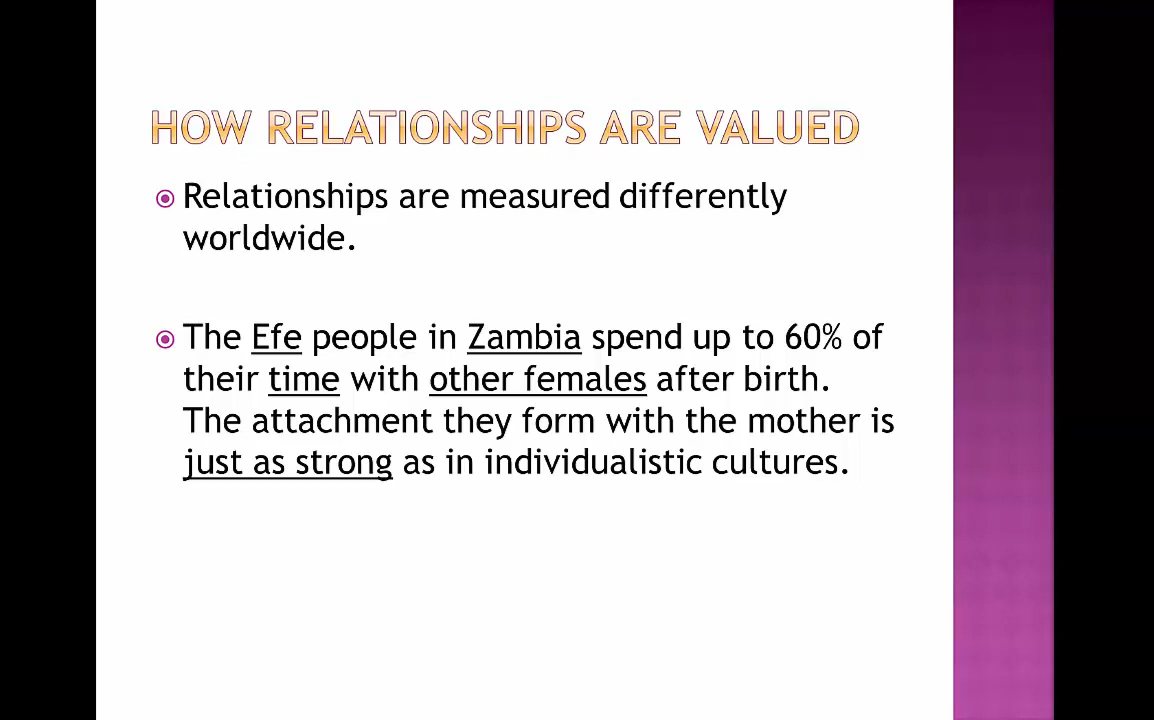 HOW RELATIONSHIPS ARE VALUED
Relationships are measured differently
worldwide.
The Efe people in Zambia spend up to 60% of
their time with other females after birth.
The attachment they form with the mother is
just as strong as in individualistic cultures.